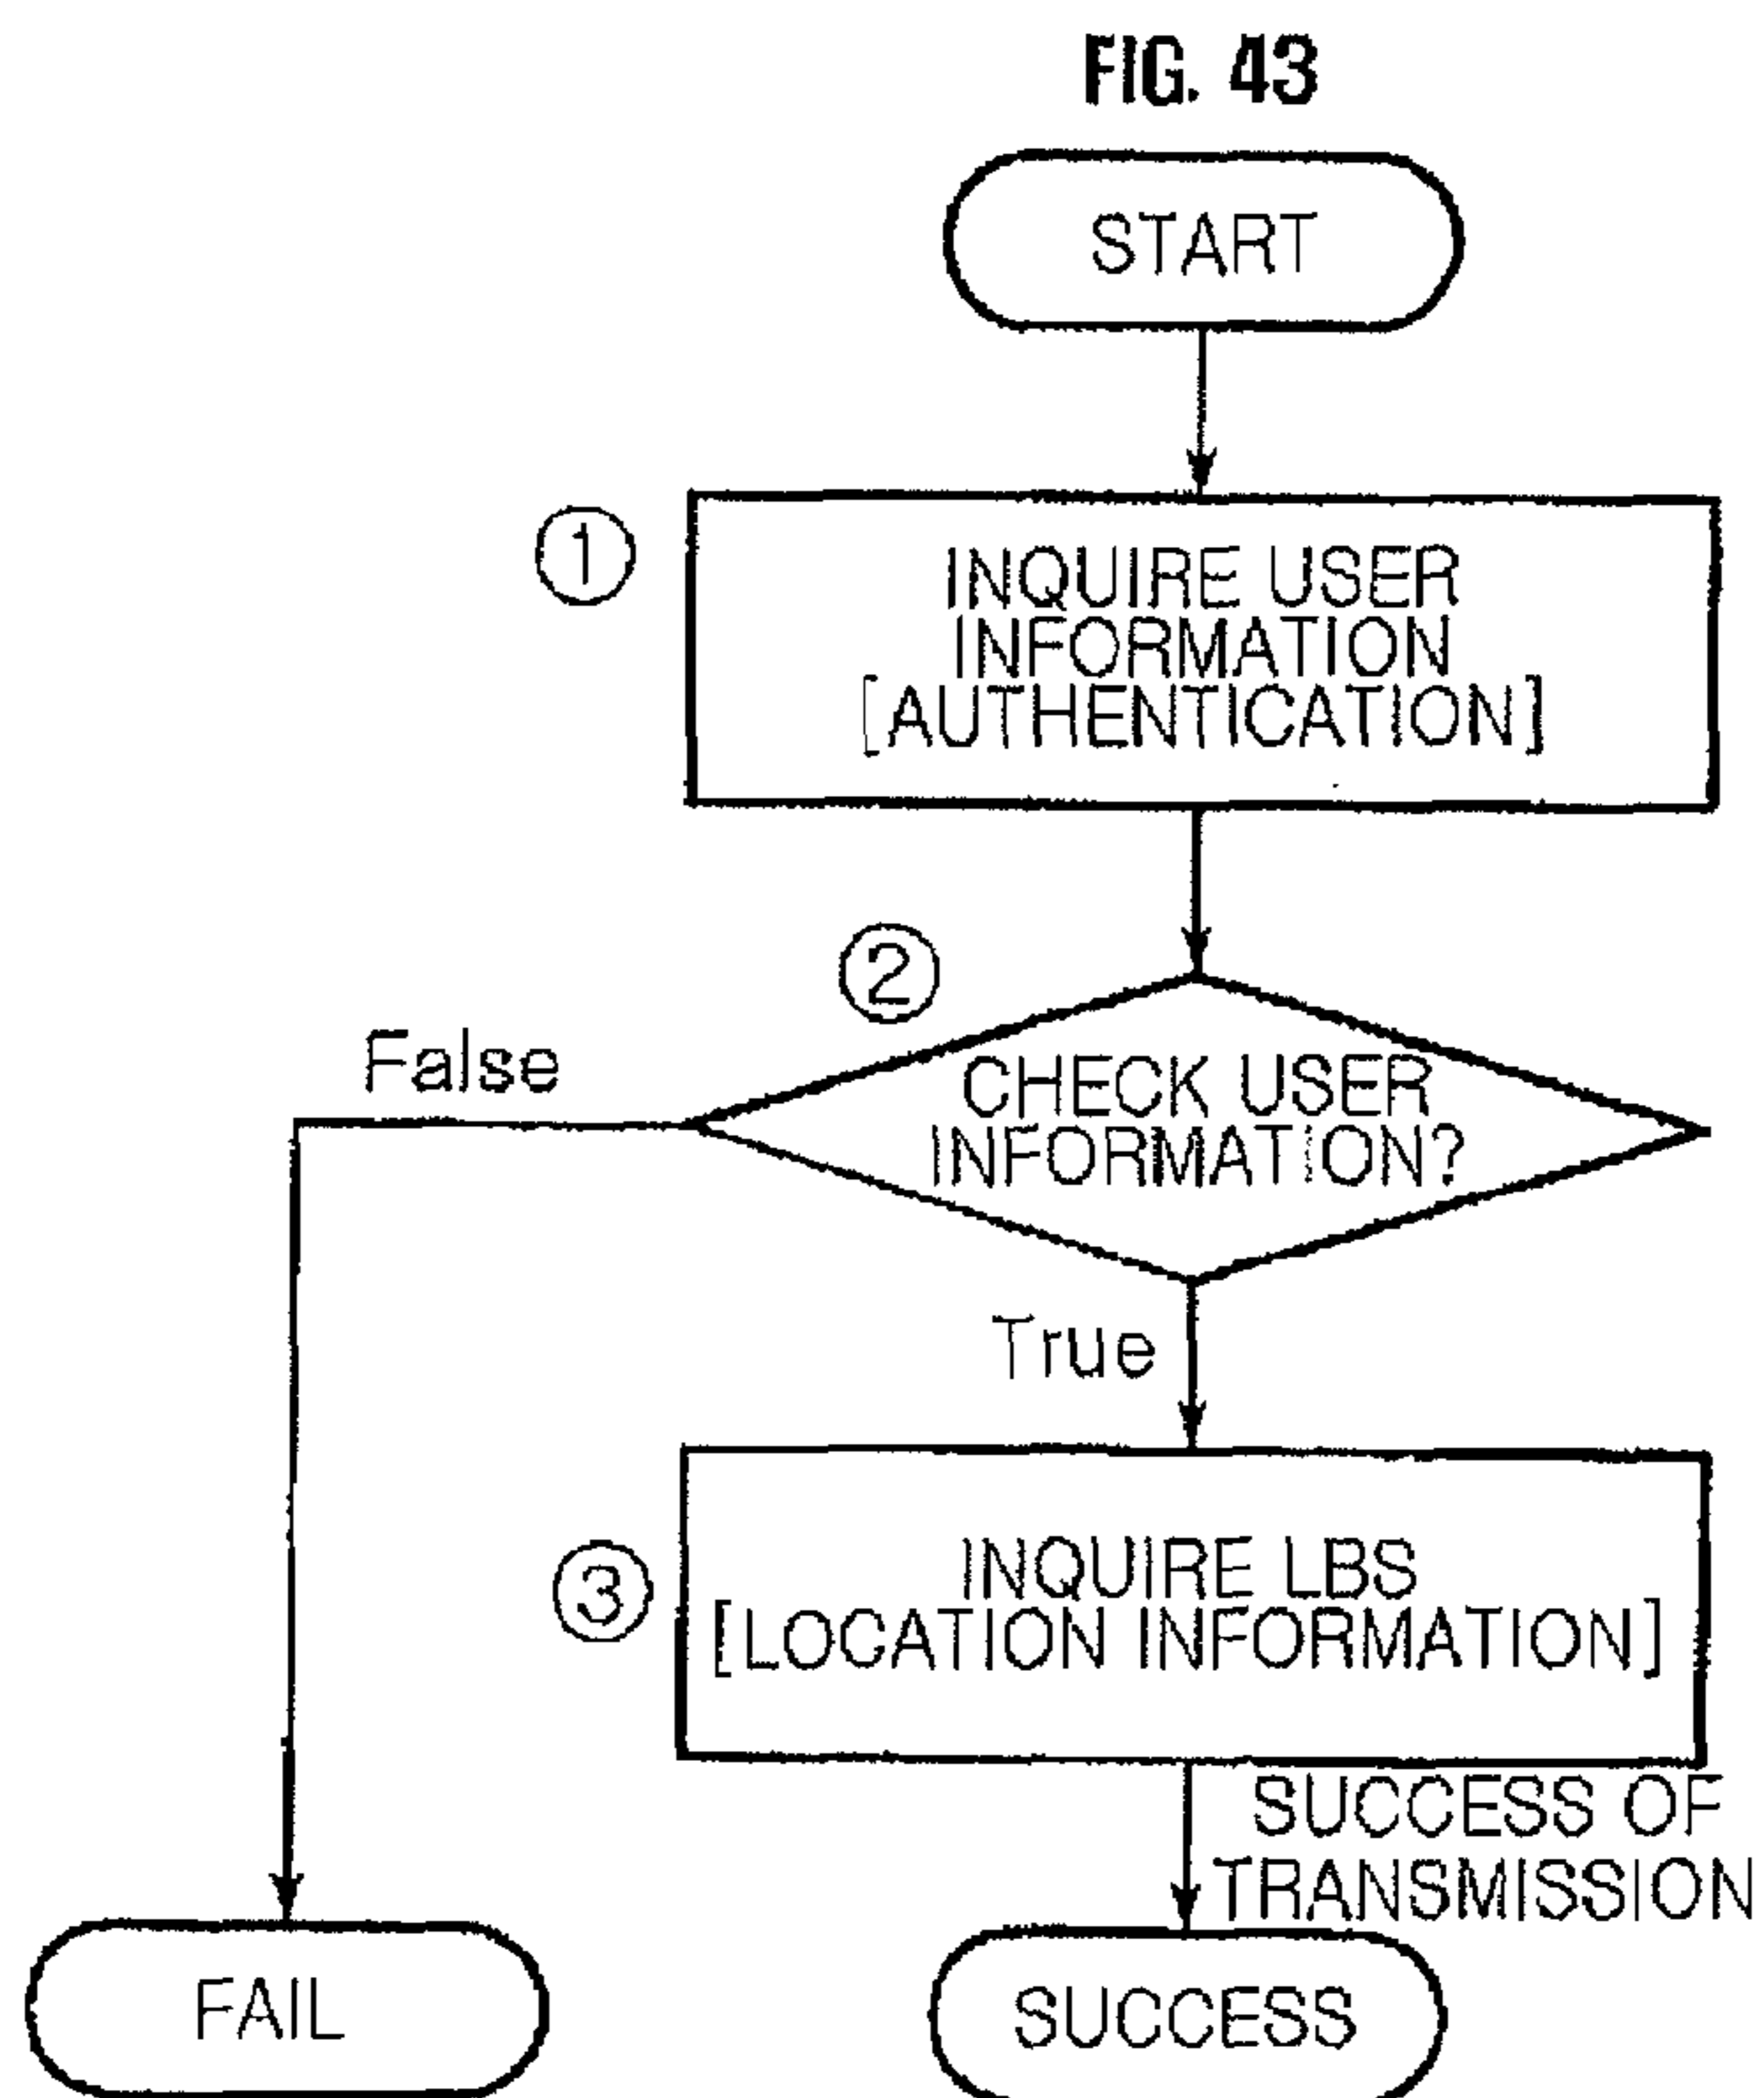 FIG. 43
START
①
INQUIRE USER
INFORMATION
[AUTHENTICATION]
②
False
CHECK USER
INFORMATION?
True
③
INQUIRE LBS
[LOCATION INFORMATION]
SUCCESS OF
TRANSMISSION
FAIL
SUCCESS